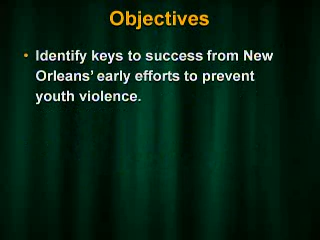 Objectives
• Identify keys to success from New
Orleans’ early efforts to prevent
youth violence.